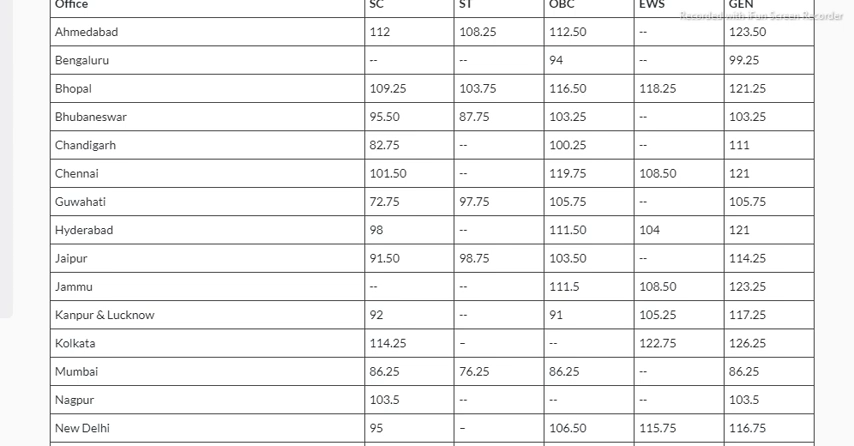 Office SC ST OBC EWS GEN
Recorded with iFun Screen Recorder
Ahmedabad 112 108.25 112.50 -- 123.50
Bengaluru -- -- 94 -- 99.25
Bhopal 109.25 103.75 116.50 118.25 121.25
Bhubaneswar 95.50 87.75 103.25 -- 103.25
Chandigarh 82.75 -- 100.25 -- 111
Chennai 101.50 -- 119.75 108.50 121
Guwahati 72.75 97.75 105.75 -- 105.75
Hyderabad 98 -- 111.50 104 121
Jaipur 91.50 98.75 103.50 -- 114.25
Jammu -- -- 111.5 108.50 123.25
Kanpur & Lucknow 92 -- 91 105.25 117.25
Kolkata 114.25 – -- 122.75 126.25
Mumbai 86.25 76.25 86.25 -- 86.25
Nagpur 103.5 -- -- -- 103.5
New Delhi 95 – 106.50 115.75 116.75